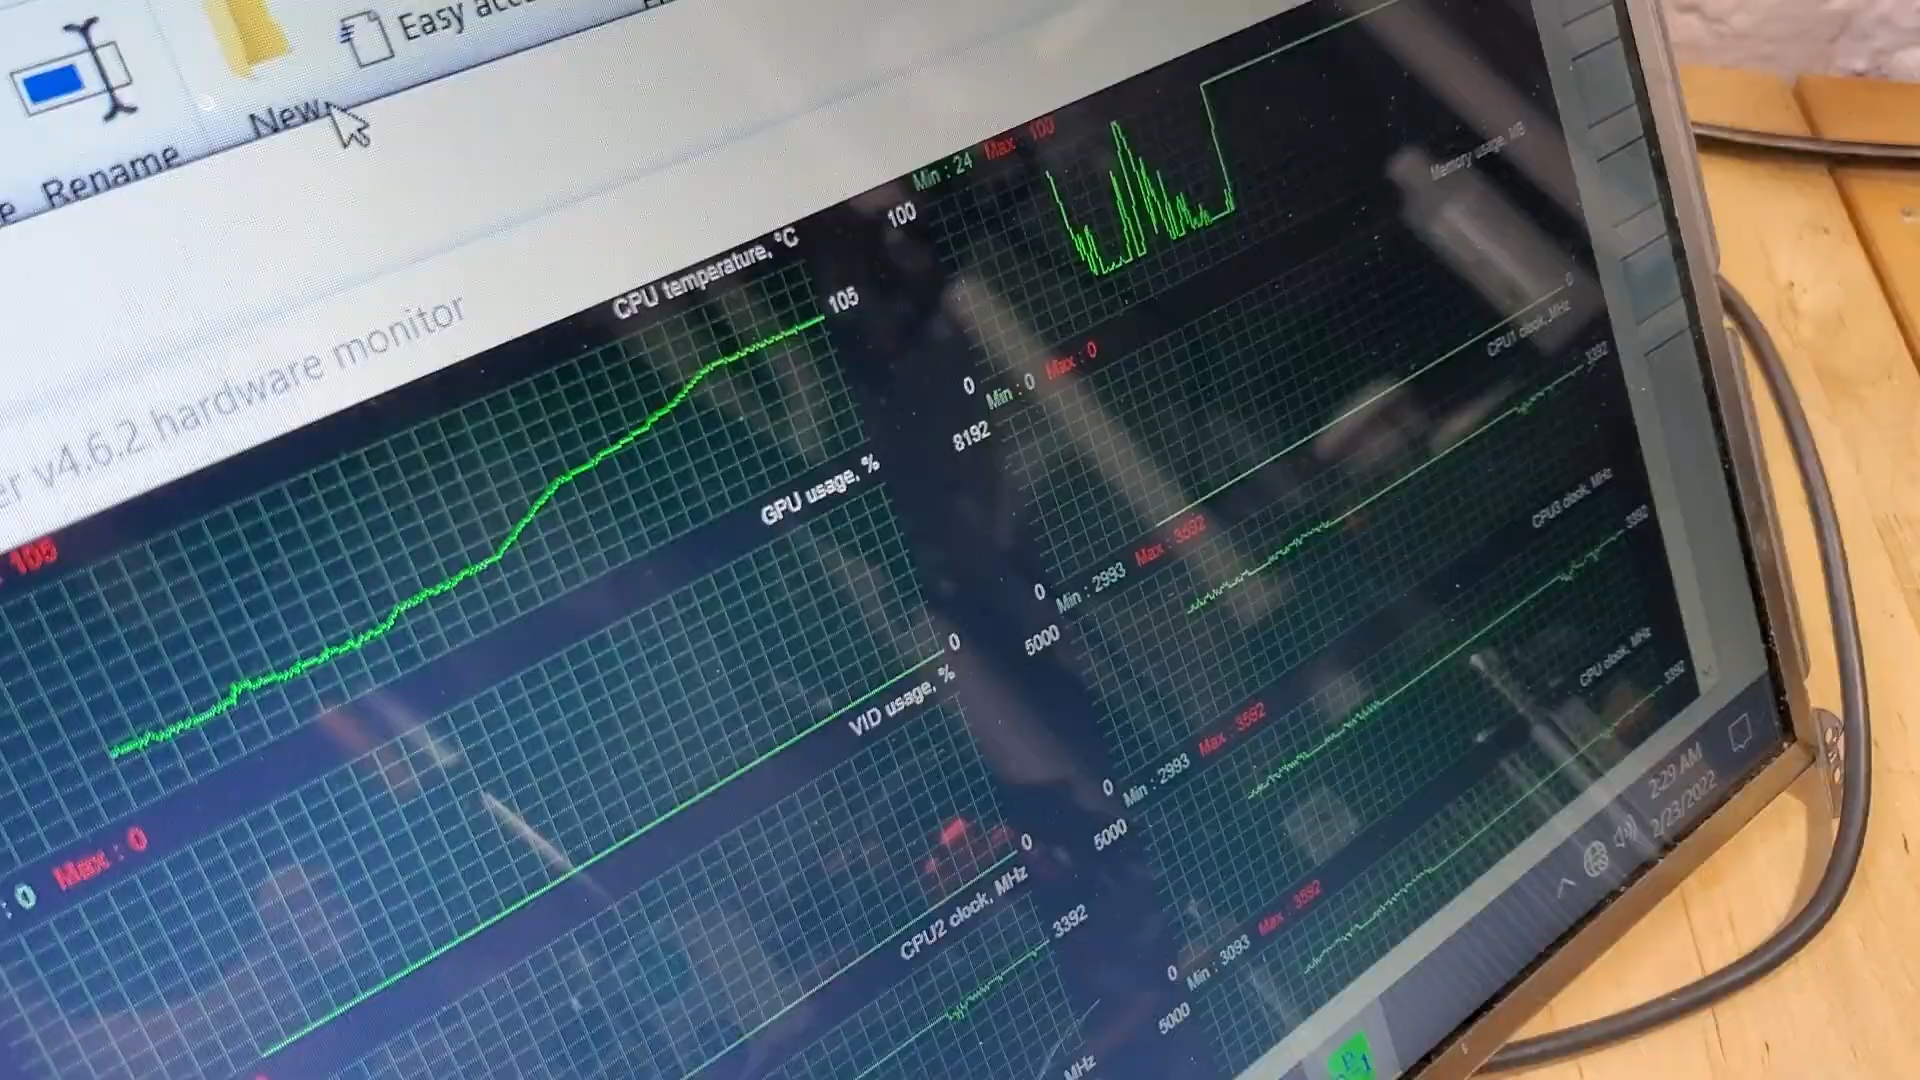 Easy acc
New
Rename
e
er v4.6.2 hardware monitor
105
CPU temperature, °C
105
: 0 Max : 0
GPU usage, %
0
VID usage, %
0
CPU2 clock, MHz
3392
MHz
Min : 24 Max : 100
100
0
Min : 0 Max : 0
Memory usage, MB
8192
0
0
Min : 2993 Max : 3592
CPU1 clock, MHz
3392
5000
0
Min : 2993 Max : 3592
CPU3 clock, MHz
3392
5000
0
Min : 3093 Max : 3592
CPU clock, MHz
3392
5000
2:29 AM
2/23/2022